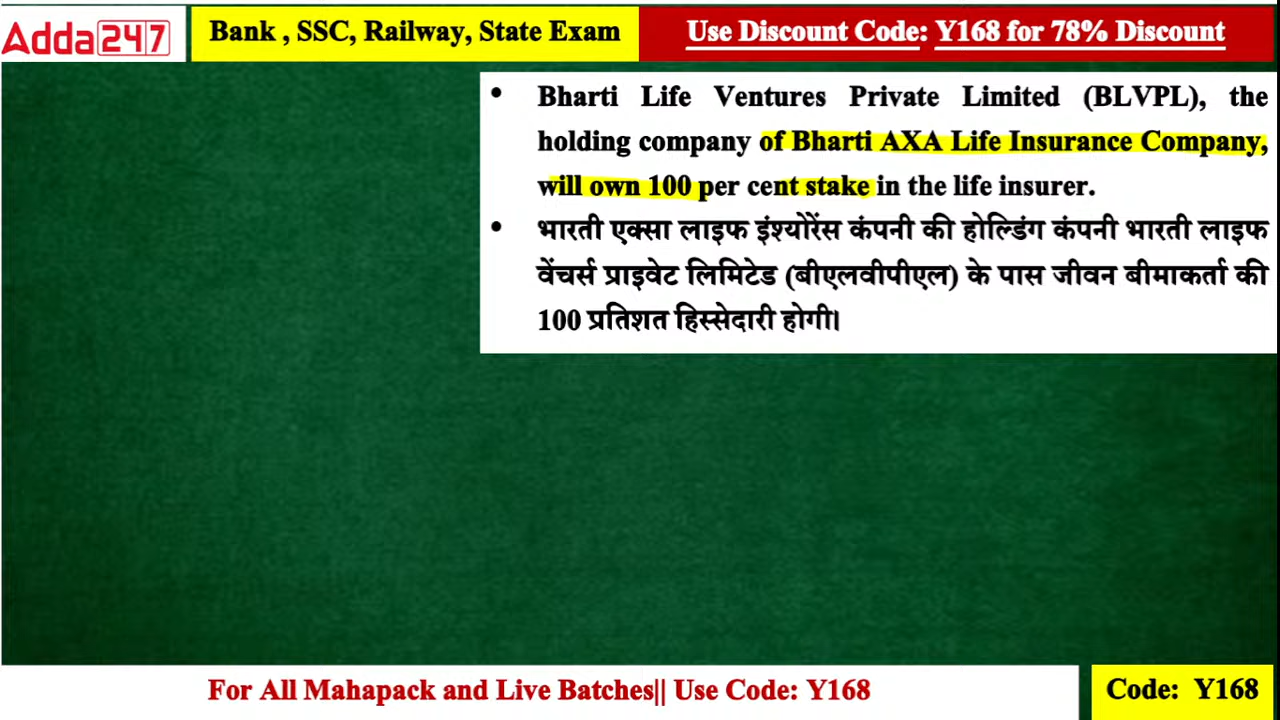 Adda247
Bank , SSC, Railway, State Exam
Use Discount Code: Y168 for 78% Discount
• Bharti Life Ventures Private Limited (BLVPL), the
holding company of Bharti AXA Life Insurance Company,
will own 100 per cent stake in the life insurer.
• भारती एक्सा लाइफ इंश्योरेंस कंपनी की होल्डिंग कंपनी भारती लाइफ
वेंचर्स प्राइवेट लिमिटेड (बीएलवीपीएल) के पास जीवन बीमाकर्ता की
100 प्रतिशत हिस्सेदारी होगी।
For All Mahapack and Live Batches|| Use Code: Y168
Code: Y168